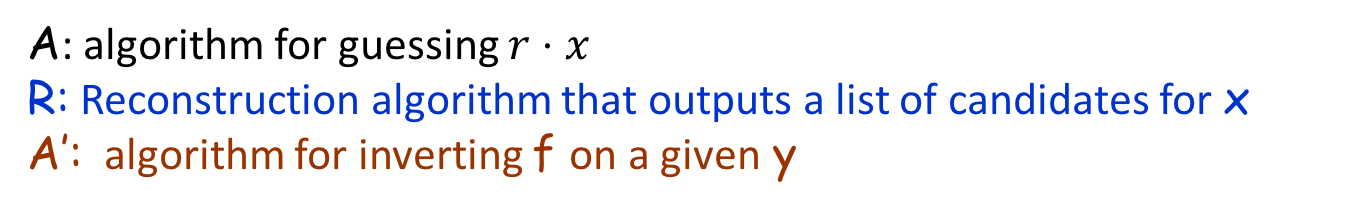 A: algorithm for guessing r · x
R: Reconstruction algorithm that outputs a list of candidates for x
A': algorithm for inverting f on a given y